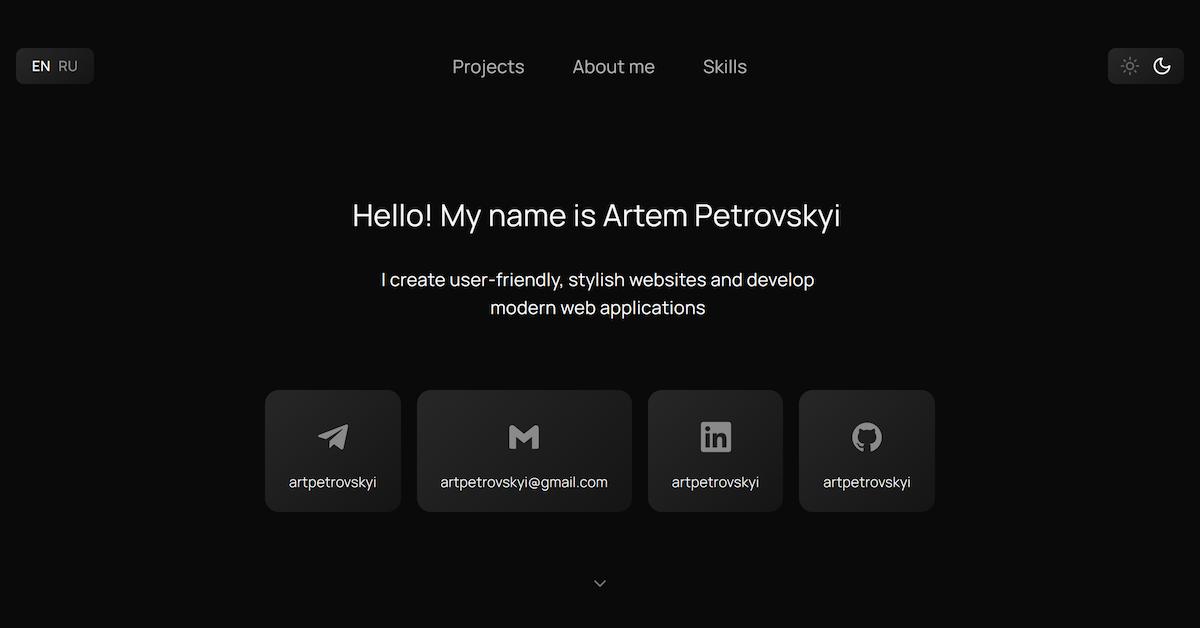 EN RU
Projects About me Skills
Hello! My name is Artem Petrovskyi
I create user-friendly, stylish websites and develop
modern web applications
artpetrovskyi
artpetrovskyi@gmail.com
artpetrovskyi
artpetrovskyi